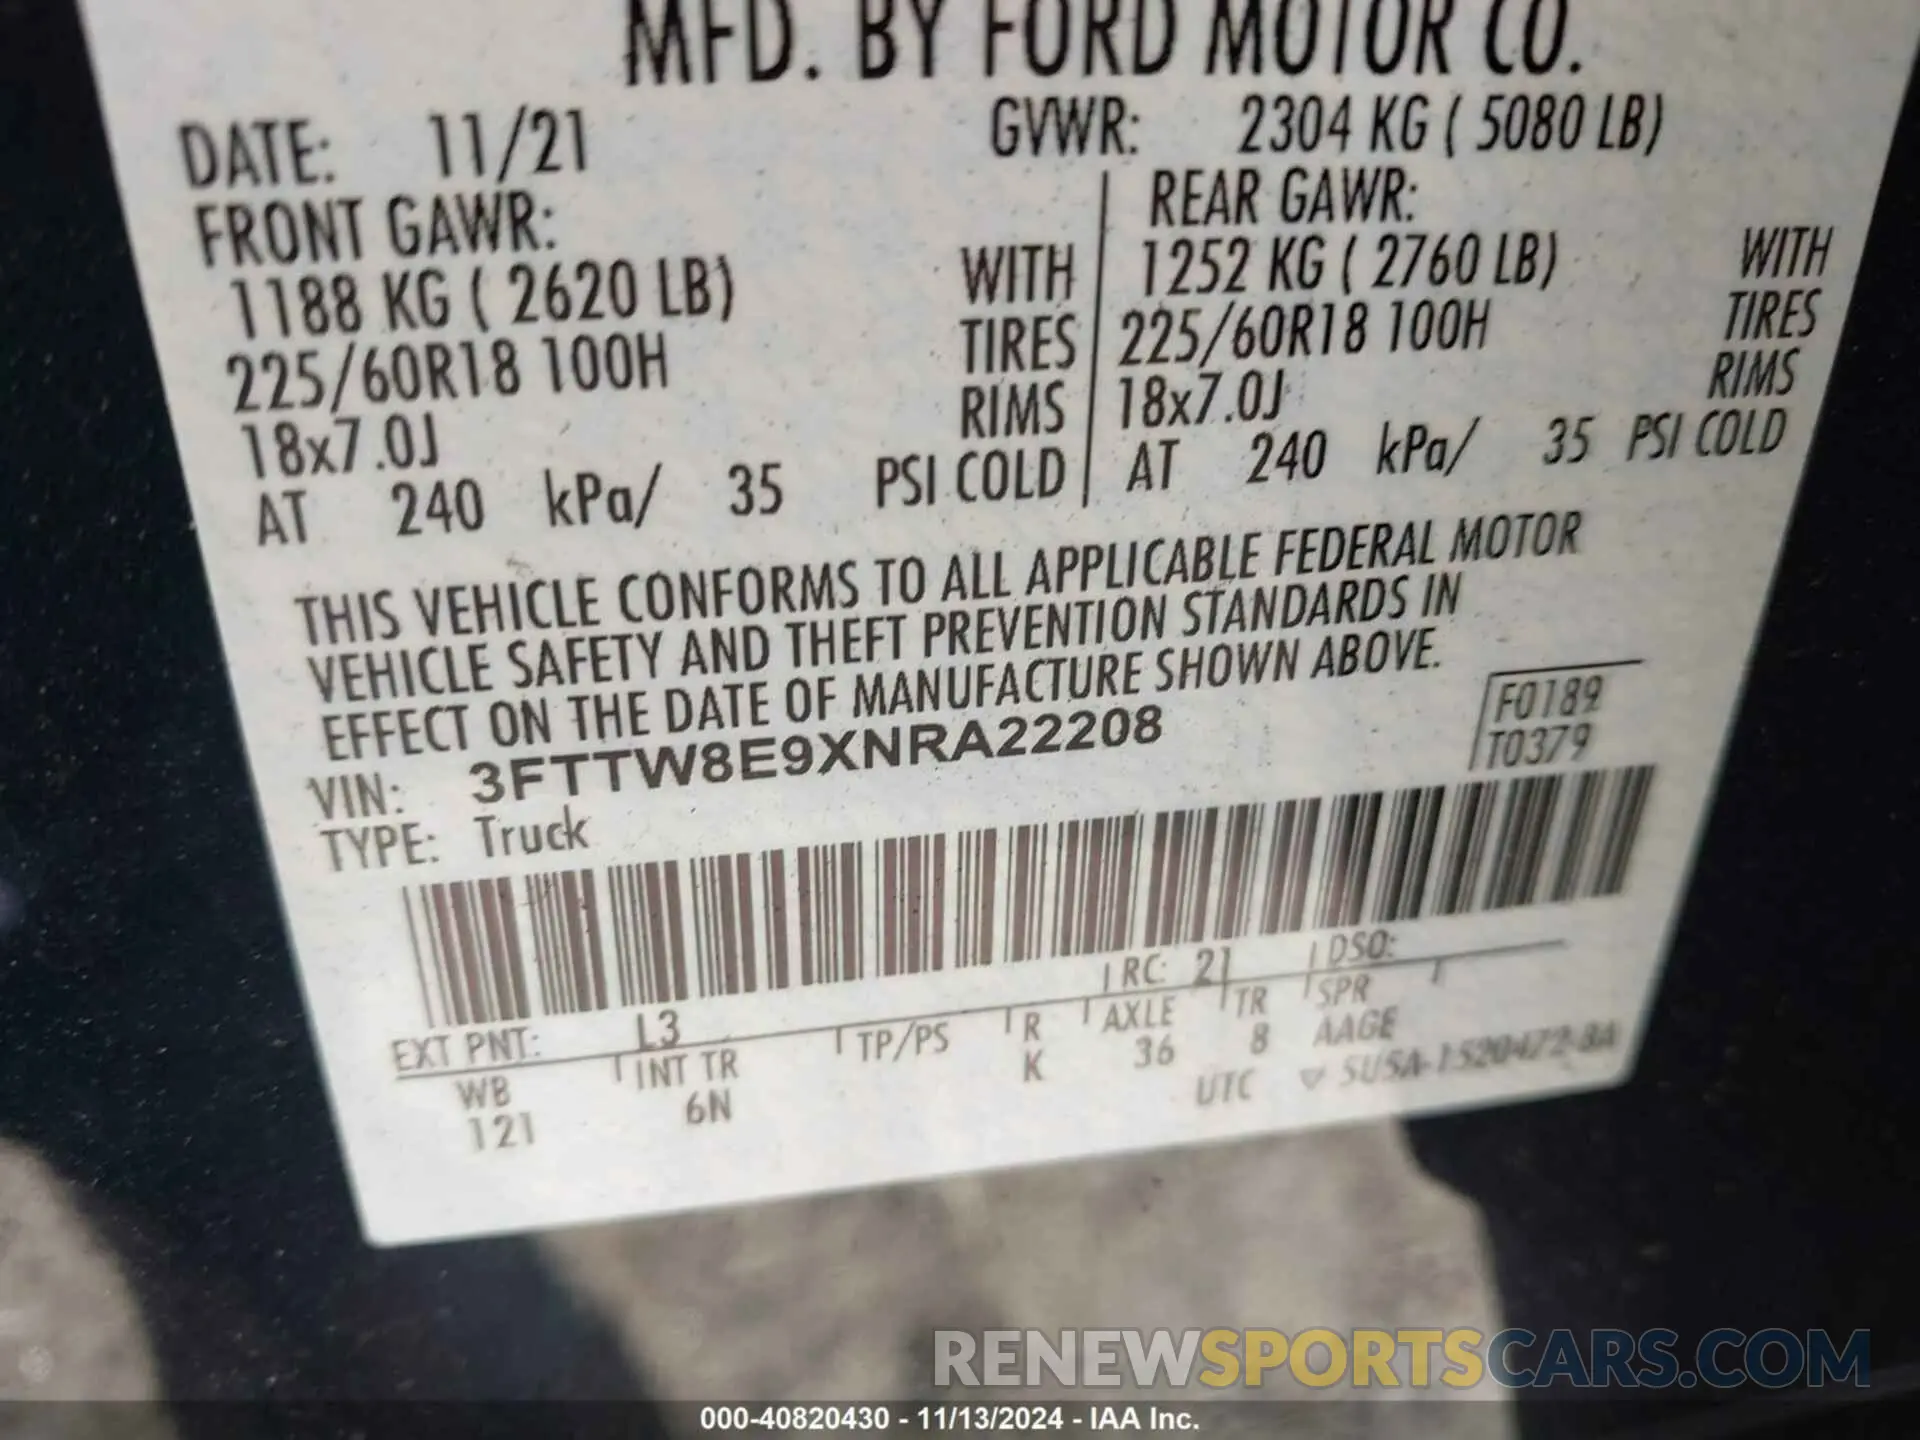 MFD. BY FORD MOTOR CO.
DATE: 11/21 GVWR: 2304 KG ( 5080 LB)
FRONT GAWR: REAR GAWR:
1188 KG ( 2620 LB) WITH 1252 KG ( 2760 LB) WITH
225/60R18 100H TIRES 225/60R18 100H TIRES
18x7.0J RIMS 18x7.0J RIMS
AT 240 kPa/ 35 PSI COLD AT 240 kPa/ 35 PSI COLD
THIS VEHICLE CONFORMS TO ALL APPLICABLE FEDERAL MOTOR
VEHICLE SAFETY AND THEFT PREVENTION STANDARDS IN
EFFECT ON THE DATE OF MANUFACTURE SHOWN ABOVE.
VIN: 3FTTW8E9XNRA22208
F0189
T0379
TYPE: Truck
EXT PNT: L3 RC: 21 DSO:
WB INT TR TP/PS R AXLE TR SPR
121 6N K 36 8 AAGE
UTC SU5A-1520472-BA
RENEWSPORTSCARS.COM
000-40820430 - 11/13/2024 - IAA Inc.